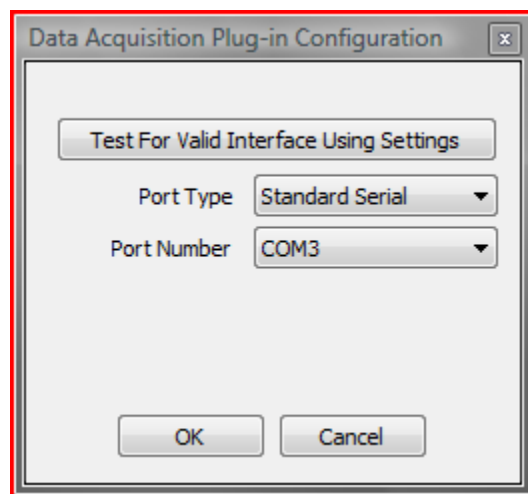 Data Acquisition Plug-in Configuration
Test For Valid Interface Using Settings
Port Type Standard Serial
Port Number COM3
OK Cancel